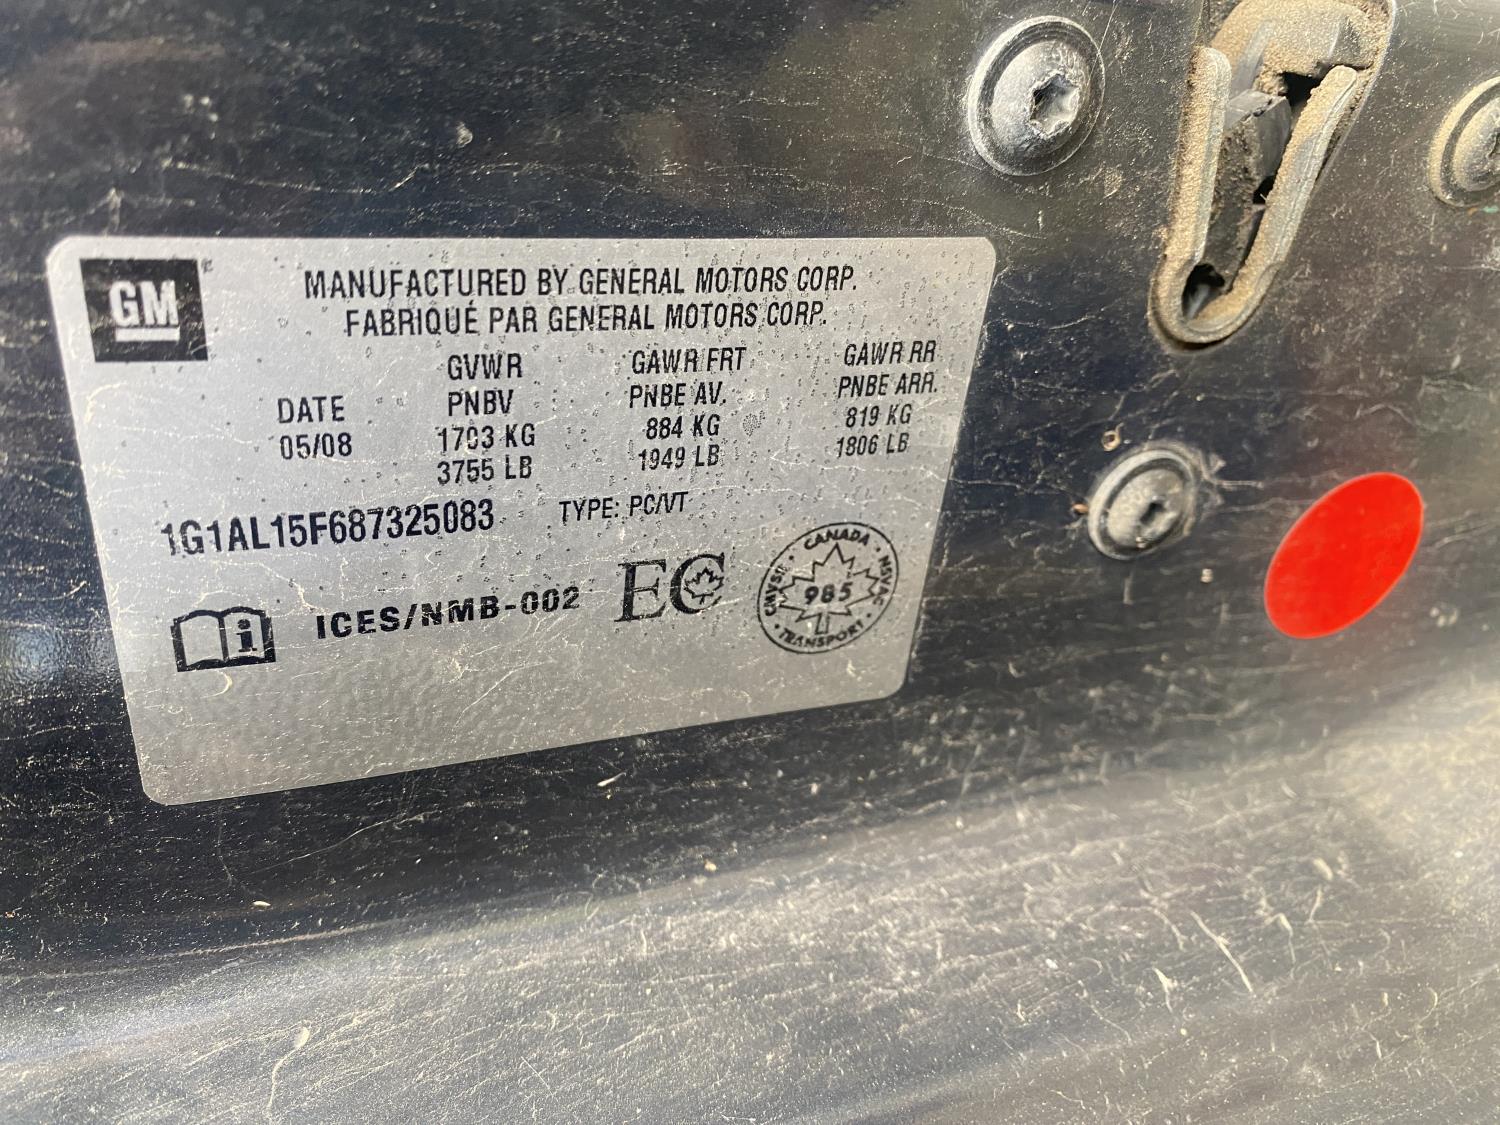 GM
MANUFACTURED BY GENERAL MOTORS CORP.
FABRIQUÉ PAR GENERAL MOTORS CORP.
DATE
05/08
GVWR
PNBV
1703 KG
3755 LB
GAWR FRT
PNBE AV.
884 KG
1949 LB
GAWR RR
PNBE ARR.
819 KG
1806 LB
1G1AL15F687325083
TYPE: PC/VT
i
ICES/NMB-002
EC
CANADA
985
TRANSPORT
NSVAC
CMVSS